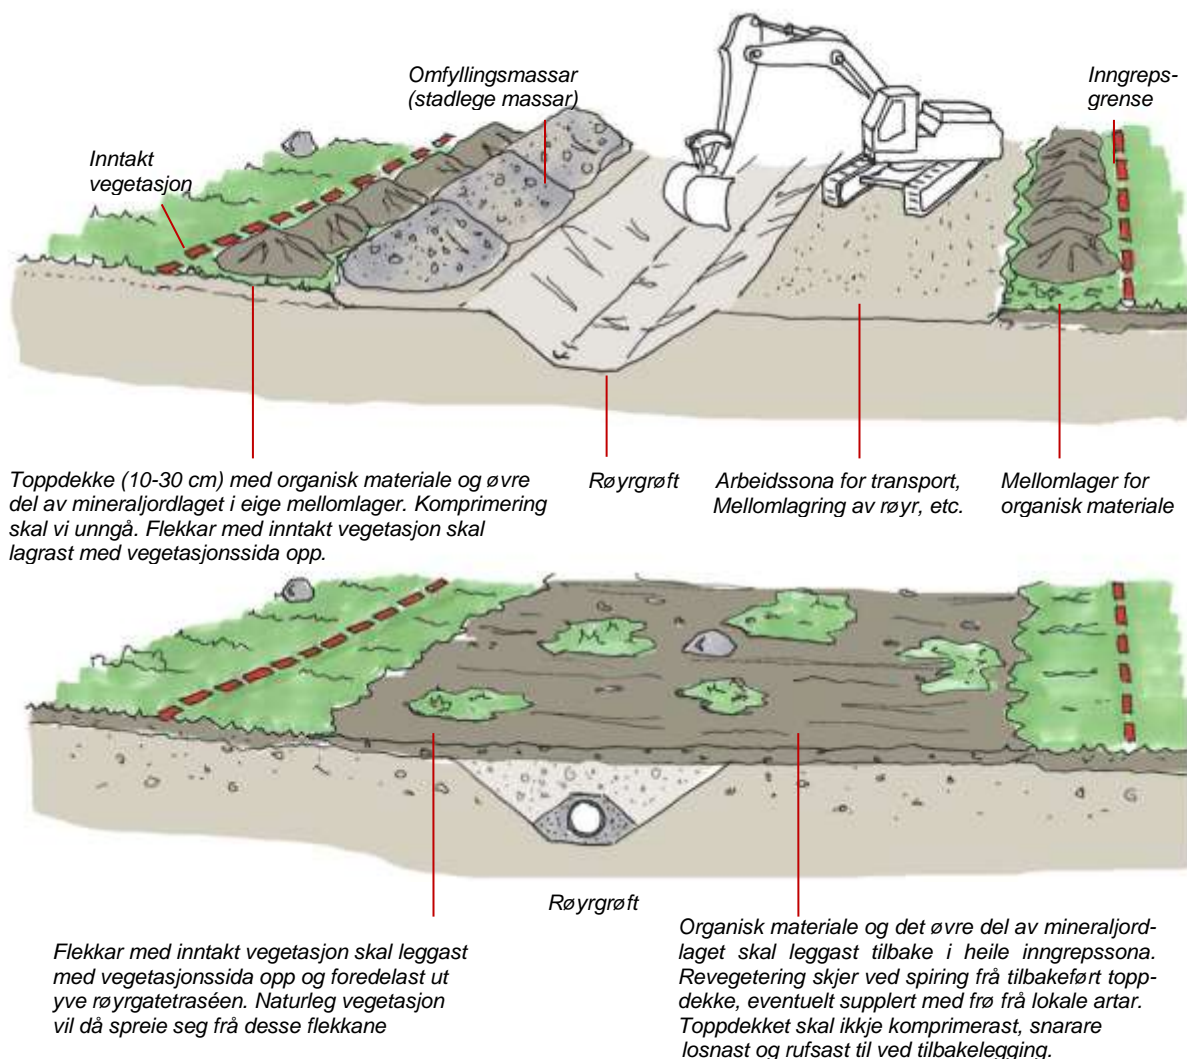 Omfyllingsmassar
(stadlege massar)
Inngreps-
grense
Inntakt
vegetasjon
Toppdekke (10-30 cm) med organisk materiale og øvre
del av mineraljordlaget i eige mellomlager. Komprimering
skal vi unngå. Flekkar med inntakt vegetasjon skal
lagrast med vegetasjonssida opp.
Røyrgrøft
Arbeidssona for transport,
Mellomlagring av røyr, etc.
Mellomlager for
organisk materiale
Røyrgrøft
Flekkar med inntakt vegetasjon skal leggast
med vegetasjonssida opp og foredelast ut
yve røyrgatetraséen. Naturleg vegetasjon
vil då spreie seg frå desse flekkane
Organisk materiale og det øvre del av mineraljord-
laget skal leggast tilbake i heile inngrepssona.
Revegetering skjer ved spiring frå tilbakeført topp-
dekke, eventuelt supplert med frø frå lokale artar.
Toppdekket skal ikkje komprimerast, snarare
losnast og rufsast til ved tilbakelegging.